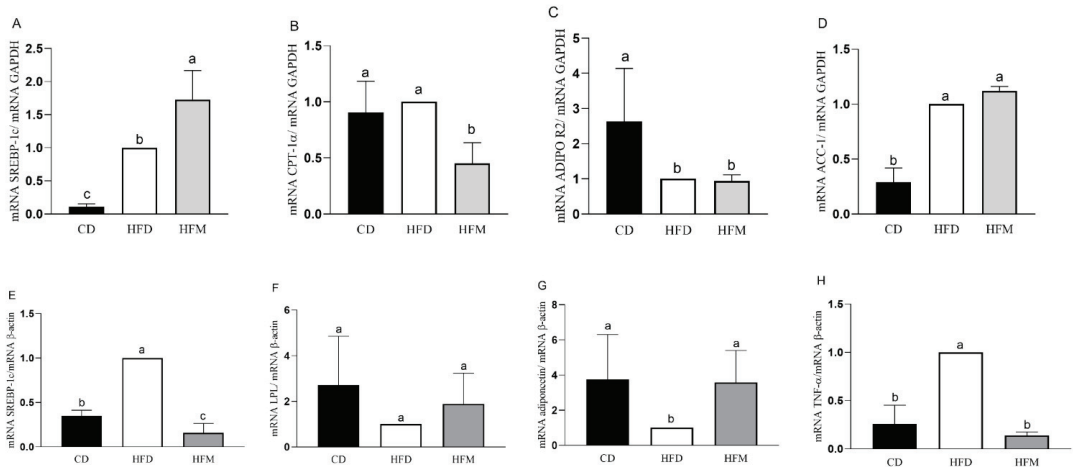 A
mRNA SREBP-1c/ mRNA GAPDH
2.5
2.0
1.5
1.0
0.5
0.0
c
b
a
CD
HFD
HFM
B
mRNA CPT-1α/ mRNA GAPDH
1.5
1.0
0.5
0.0
a
a
b
CD
HFD
HFM
C
mRNA ADIPO R2/ mRNA GAPDH
5
4
3
2
1
0
a
b
b
CD
HFD
HFM
D
mRNA ACC-1/ mRNA GAPDH
1.5
1.0
0.5
0.0
b
a
a
CD
HFD
HFM
E
mRNA SREBP-1c/mRNA β-actin
1.5
1.0
0.5
0.0
b
a
c
CD
HFD
HFM
F
mRNA LPL/ mRNA β-actin
6
4
2
0
a
a
a
CD
HFD
HFM
G
mRNA adiponectin/ mRNA β-actin
8
6
4
2
0
a
b
a
CD
HFD
HFM
H
mRNA TNF-α/mRNA β-actin
1.5
1.0
0.5
0.0
b
a
b
CD
HFD
HFM